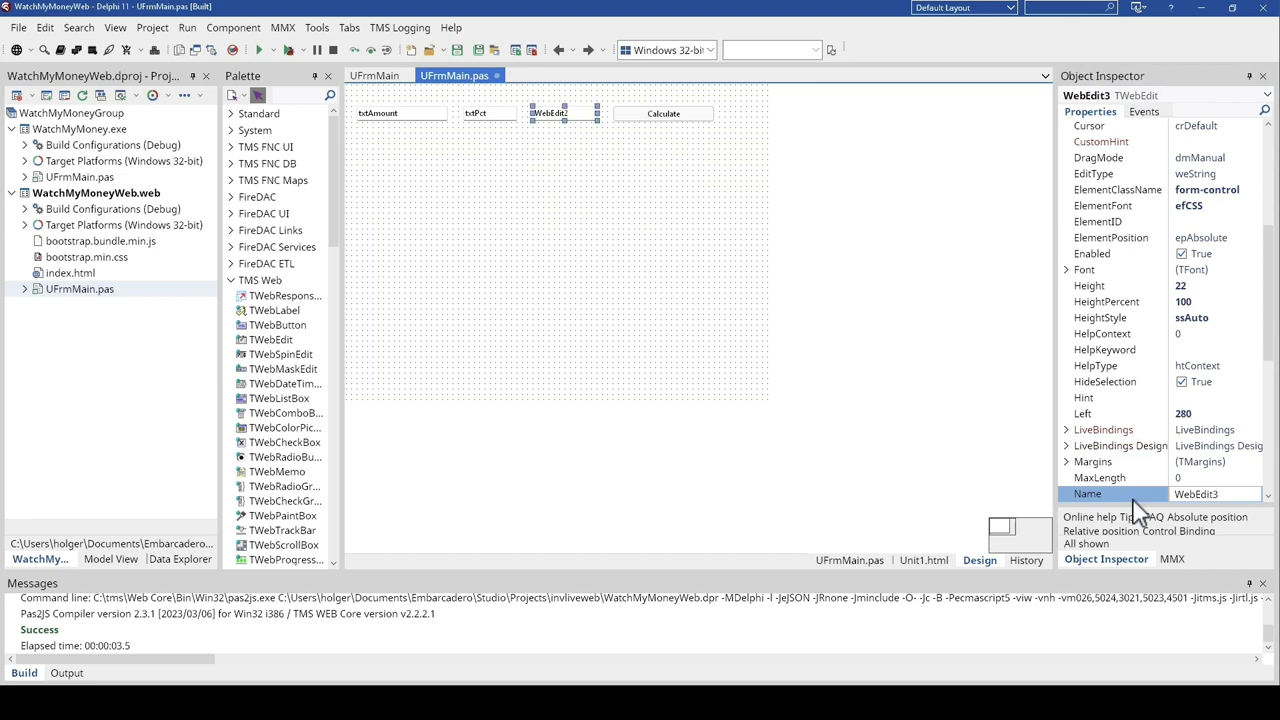 WatchMyMoneyWeb - Delphi 11 - UFrmMain.pas [Built]
Default Layout
File Edit Search View Project Run Component MMX Tools Tabs TMS Logging Help
Windows 32-bit
WatchMyMoneyWeb.dproj - Proj...
WatchMyMoneyGroup
WatchMyMoney.exe
Build Configurations (Debug)
Target Platforms (Windows 32-bit)
UFrmMain.pas
WatchMyMoneyWeb.web
Build Configurations (Debug)
Target Platforms (Windows 32-bit)
bootstrap.bundle.min.js
bootstrap.min.css
index.html
UFrmMain.pas
C:\Users\holger\Documents\Embarcadero...
WatchMy... Model View Data Explorer
Palette
Standard
System
TMS FNC UI
TMS FNC DB
TMS FNC Maps
FireDAC
FireDAC UI
FireDAC Links
FireDAC Services
FireDAC ETL
TMS Web
TWebRespons...
TWebLabel
TWebButton
TWebEdit
TWebSpinEdit
TWebMaskEdit
TWebDateTim...
TWebListBox
TWebComboB...
TWebColorPic...
TWebCheckBox
TWebRadioBu...
TWebMemo
TWebRadioGr...
TWebCheckGr...
TWebPaintBox
TWebTrackBar
TWebScrollBox
TWebProgress...
UFrmMain UFrmMain.pas
txtAmount txtPct Calculate
UFrmMain.pas Unit1.html Design History
Object Inspector
WebEdit3 TWebEdit
Properties Events
Cursor crDefault
CustomHint
DragMode dmManual
EditType weString
ElementClassName form-control
ElementFont efCSS
ElementID
ElementPosition epAbsolute
Enabled True
Font (TFont)
Height 22
HeightPercent 100
HeightStyle ssAuto
HelpContext 0
HelpKeyword
HelpType htContext
HideSelection True
Hint
Left 280
LiveBindings LiveBindings
LiveBindings Design LiveBindings Desig
Margins (TMargins)
MaxLength 0
Name WebEdit3
Online help Tip AQ Absolute position
Relative position Control Binding
All shown
Object Inspector MMX
Messages
Command line: C:\tms\Web Core\Bin\Win32\pas2js.exe C:\Users\holger\Documents\Embarcadero\Studio\Projects\invliveweb\WatchMyMoneyWeb.dpr -MDelphi -l -JeJSON -JRnone -Jminclude -O- -Jc -B -Pecmascript5 -viw -vnh -vm026,5024,3021,5023,4501 -Jitms.js -Jirtl.js
Pas2JS Compiler version 2.3.1 [2023/03/06] for Win32 i386 / TMS WEB Core version v2.2.2.1
Success
Elapsed time: 00:00:03.5
Build Output